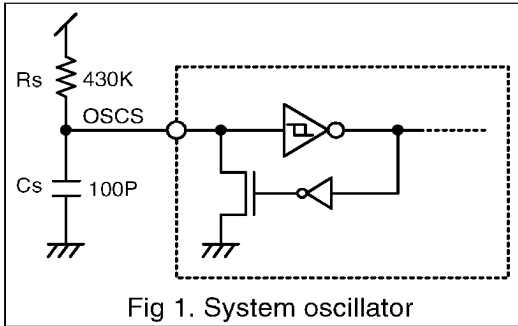 Rs
430K
OSCS
Cs
100P
Fig 1. System oscillator